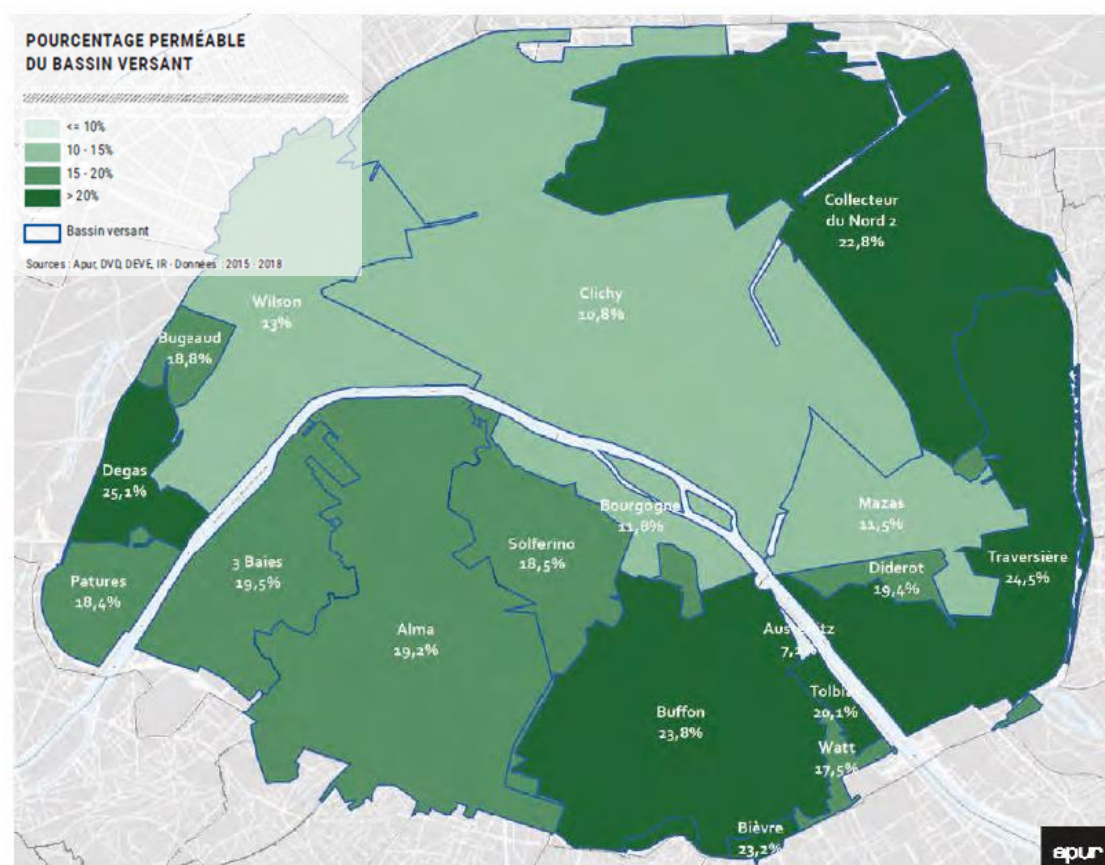 POURCENTAGE PERMÉABLE
DU BASSIN VERSANT
<= 10%
10 - 15%
15 - 20%
> 20%
Bassin versant
Sources : Apur, DVD, DEVE, IR - Données : 2015 - 2018
Collecteur
du Nord 2
22,8%
Wilson
13%
Clichy
10,8%
Bugeaud
18,8%
Degas
25,1%
Bourgogne
11,8%
Mazas
11,5%
3 Baies
19,5%
Solferino
18,5%
Diderot
19,4%
Traversière
24,5%
Patures
18,4%
Alma
19,2%
Buffon
23,8%
20,1%
Watt
17,5%
Bièvre
23,2%
apur